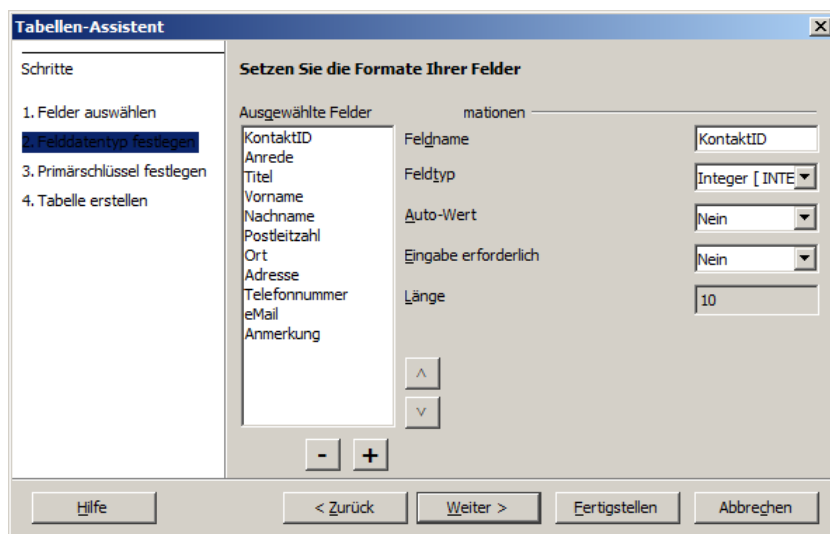 Tabellen-Assistent
Schritte
1. Felder auswählen
2. Felddatentyp festlegen
3. Primärschlüssel festlegen
4. Tabelle erstellen
Setzen Sie die Formate Ihrer Felder
Ausgewählte Felder
KontaktID
Anrede
Titel
Vorname
Nachname
Postleitzahl
Ort
Adresse
Telefonnummer
eMail
Anmerkung
- +
mationen
Feldname KontaktID
Feldtyp Integer [ INTE
Auto-Wert Nein
Eingabe erforderlich Nein
Länge 10
Hilfe < Zurück Weiter > Fertigstellen Abbrechen